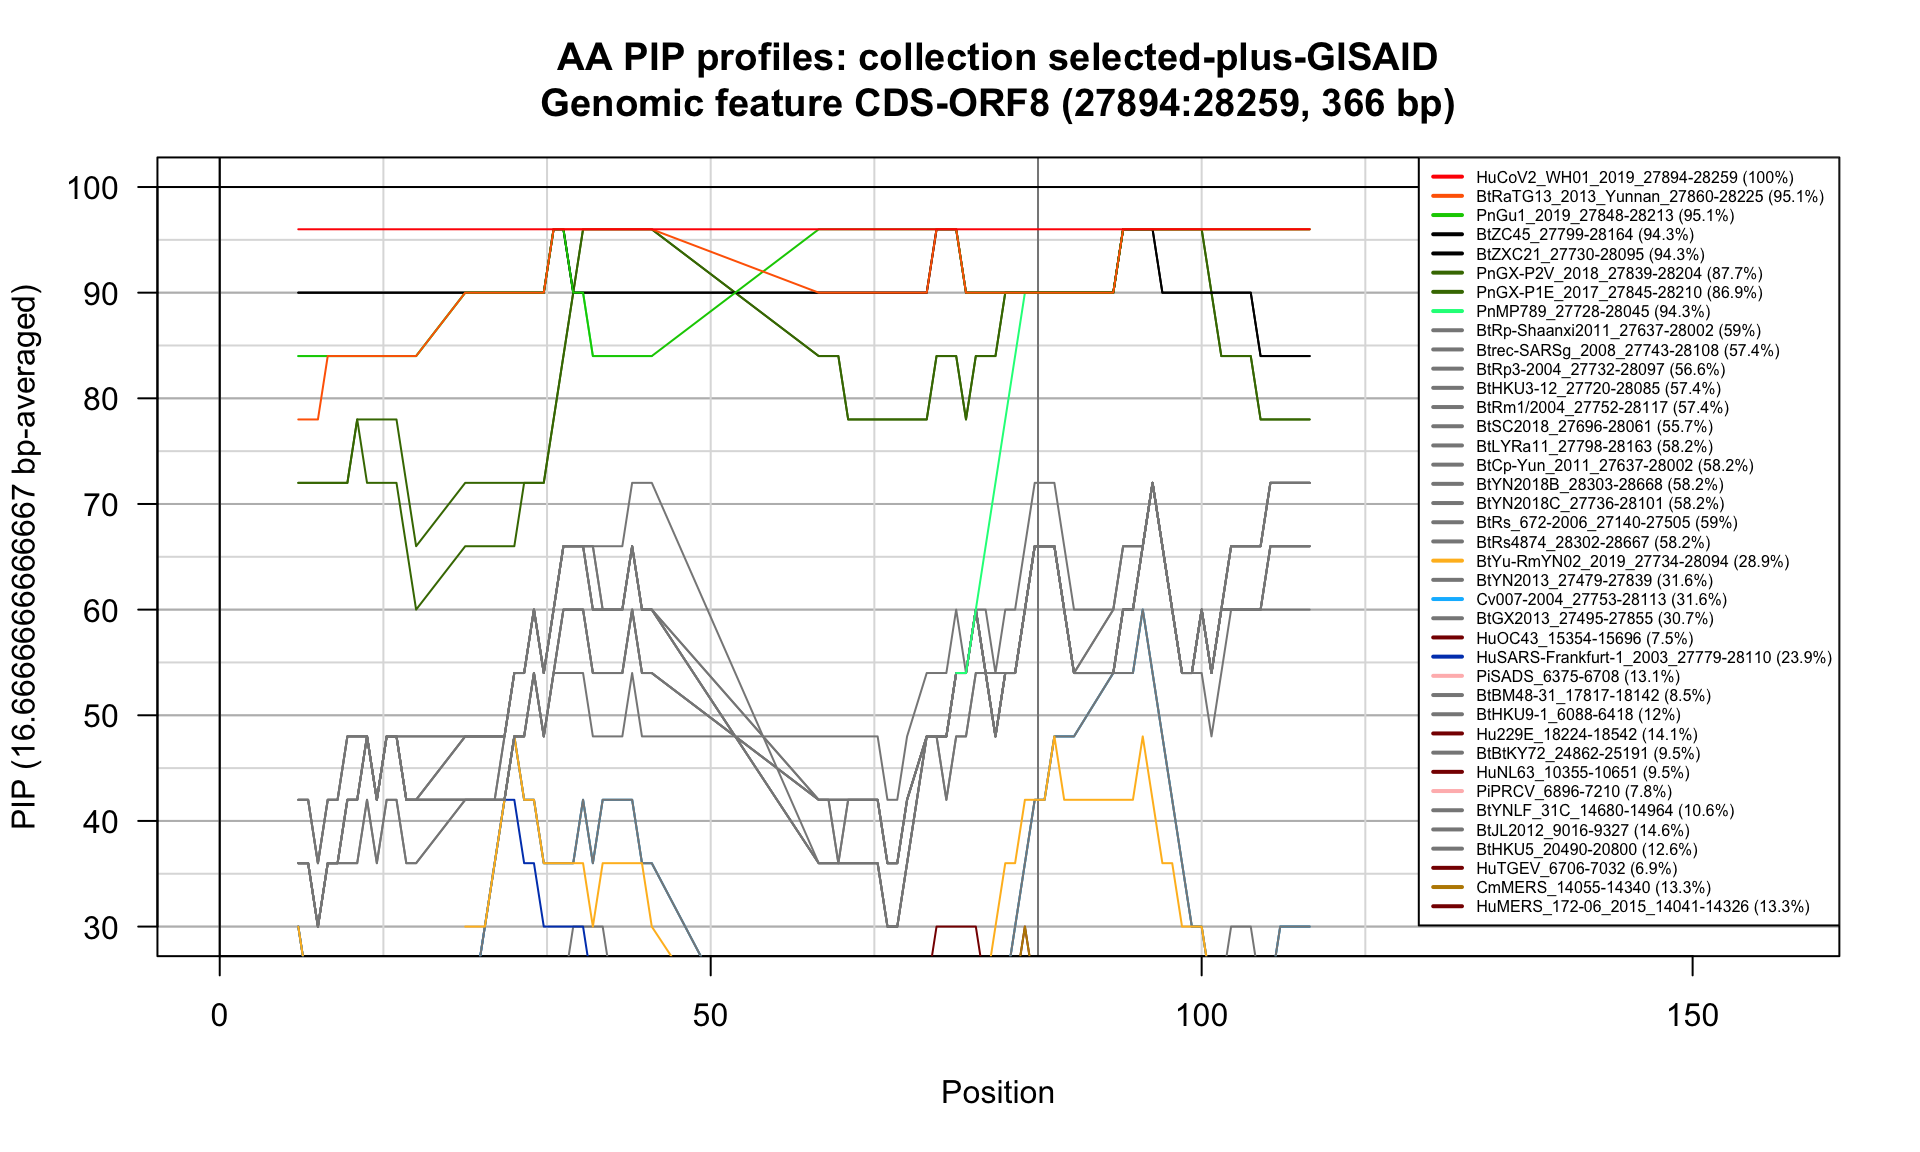 AA PIP profiles: collection selected-plus-GISAID
Genomic feature CDS-ORF8 (27894:28259, 366 bp)
PIP (16.6666666666667 bp-averaged)
100
90
80
70
60
50
40
30
HuCoV2_WH01_2019_27894-28259 (100%)
BtRaTG13_2013_Yunnan_27860-28225 (95.1%)
PnGu1_2019_27848-28213 (95.1%)
BtZC45_27799-28164 (94.3%)
BtZXC21_27730-28095 (94.3%)
PnGX-P2V_2018_27839-28204 (87.7%)
PnGX-P1E_2017_27845-28210 (86.9%)
PnMP789_27728-28045 (94.3%)
BtRp-Shaanxi2011_27637-28002 (59%)
Btrec-SARSg_2008_27743-28108 (57.4%)
BtRp3-2004_27732-28097 (56.6%)
BtHKU3-12_27720-28085 (57.4%)
BtRm1/2004_27752-28117 (57.4%)
BtSC2018_27696-28061 (55.7%)
BtLYRa11_27798-28163 (58.2%)
BtCp-Yun_2011_27637-28002 (58.2%)
BtYN2018B_28303-28668 (58.2%)
BtYN2018C_27736-28101 (58.2%)
BtRs_672-2006_27140-27505 (59%)
BtRs4874_28302-28667 (58.2%)
BtYu-RmYN02_2019_27734-28094 (28.9%)
BtYN2013_27479-27839 (31.6%)
Cv007-2004_27753-28113 (31.6%)
BtGX2013_27495-27855 (30.7%)
HuOC43_15354-15696 (7.5%)
HuSARS-Frankfurt-1_2003_27779-28110 (23.9%)
PiSADS_6375-6708 (13.1%)
BtBM48-31_17817-18142 (8.5%)
BtHKU9-1_6088-6418 (12%)
Hu229E_18224-18542 (14.1%)
BtBtKY72_24862-25191 (9.5%)
HuNL63_10355-10651 (9.5%)
PiPRCV_6896-7210 (7.8%)
BtYNLF_31C_14680-14964 (10.6%)
BtJL2012_9016-9327 (14.6%)
BtHKU5_20490-20800 (12.6%)
HuTGEV_6706-7032 (6.9%)
CmMERS_14055-14340 (13.3%)
HuMERS_172-06_2015_14041-14326 (13.3%)
0
50
100
150
Position